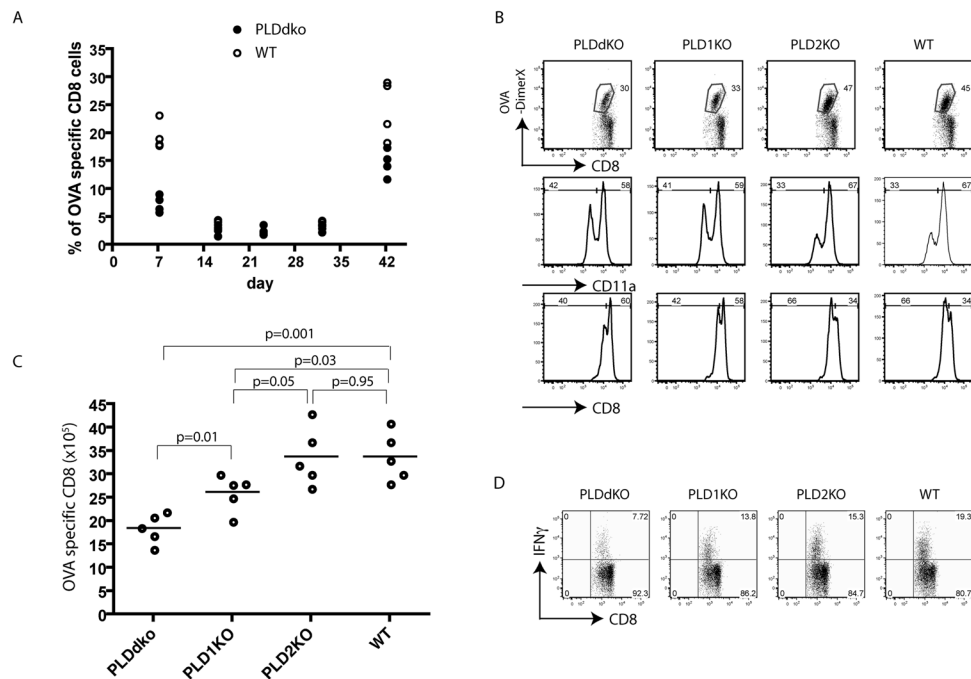 A
PLDdko
WT
% of OVA specific CD8 cells
35
30
25
20
15
10
5
0
0 7 14 21 28 35 42
day
B
PLDdKO PLD1KO PLD2KO WT
OVA
-DimerX
30 33 47 45
CD8
42 58 41 59 33 67 33 67
CD11a
40 60 42 58 66 34 66 34
CD8
C
p=0.001
p=0.03
p=0.05 p=0.95
p=0.01
OVA specific CD8 (x10⁵)
45
40
35
30
25
20
15
10
5
0
PLDdko PLD1KO PLD2KO WT
D
PLDdKO PLD1KO PLD2KO WT
IFNγ
0 7.72 0 13.8 0 15.3 0 19.3
0 92.3 0 86.2 0 84.7 0 80.7
CD8